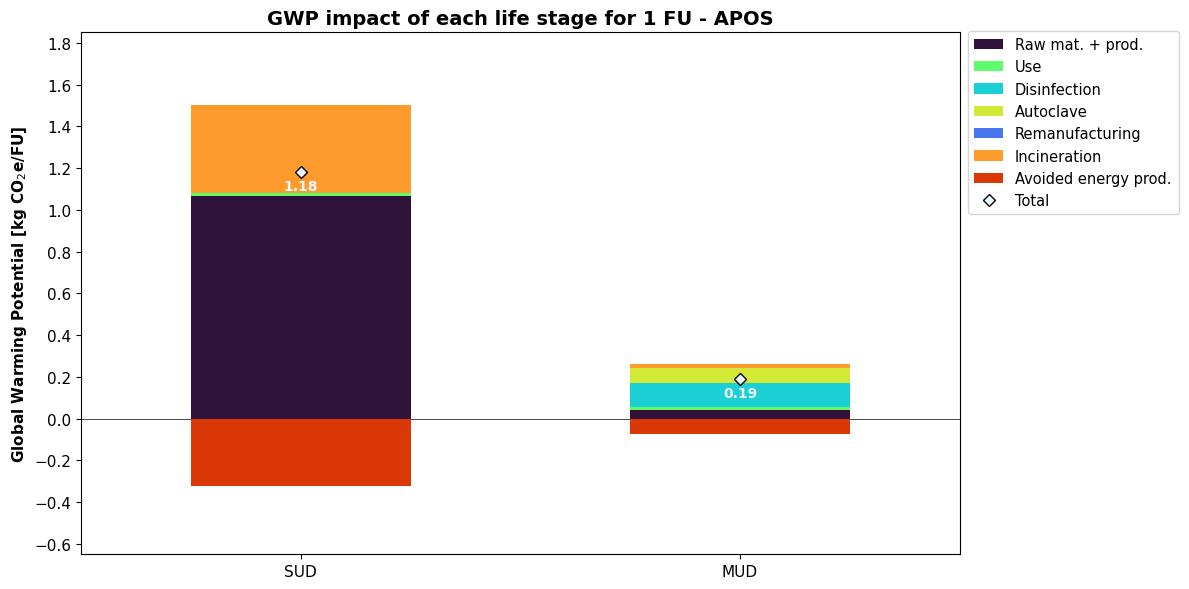 GWP impact of each life stage for 1 FU - APOS
Global Warming Potential [kg CO₂e/FU]
1.8
1.6
1.4
1.2
1.0
0.8
0.6
0.4
0.2
0.0
−0.2
−0.4
−0.6
1.18
0.19
SUD
MUD
Raw mat. + prod.
Use
Disinfection
Autoclave
Remanufacturing
Incineration
Avoided energy prod.
Total